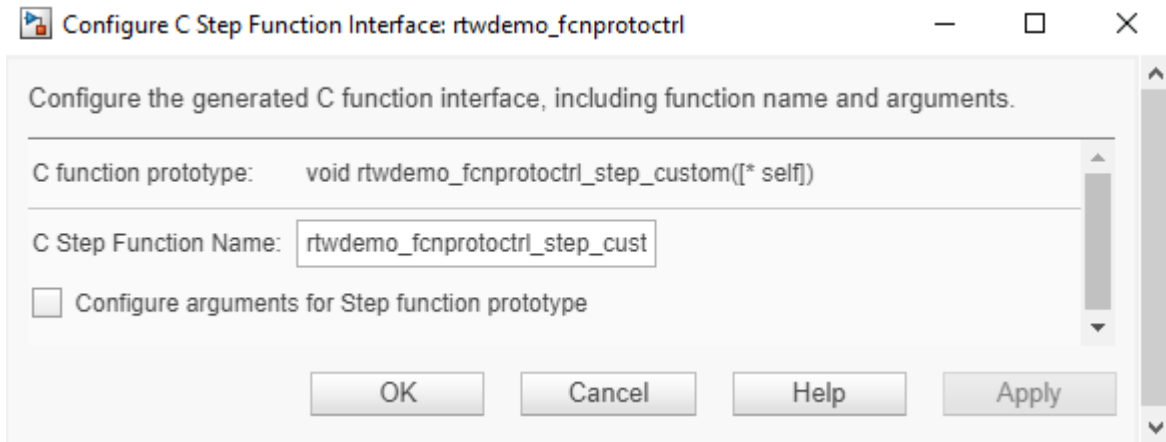 Configure C Step Function Interface: rtwdemo_fcnprotoctrl
Configure the generated C function interface, including function name and arguments.
C function prototype: void rtwdemo_fcnprotoctrl_step_custom([* self])
C Step Function Name: rtwdemo_fcnprotoctrl_step_cust
Configure arguments for Step function prototype
OK Cancel Help Apply